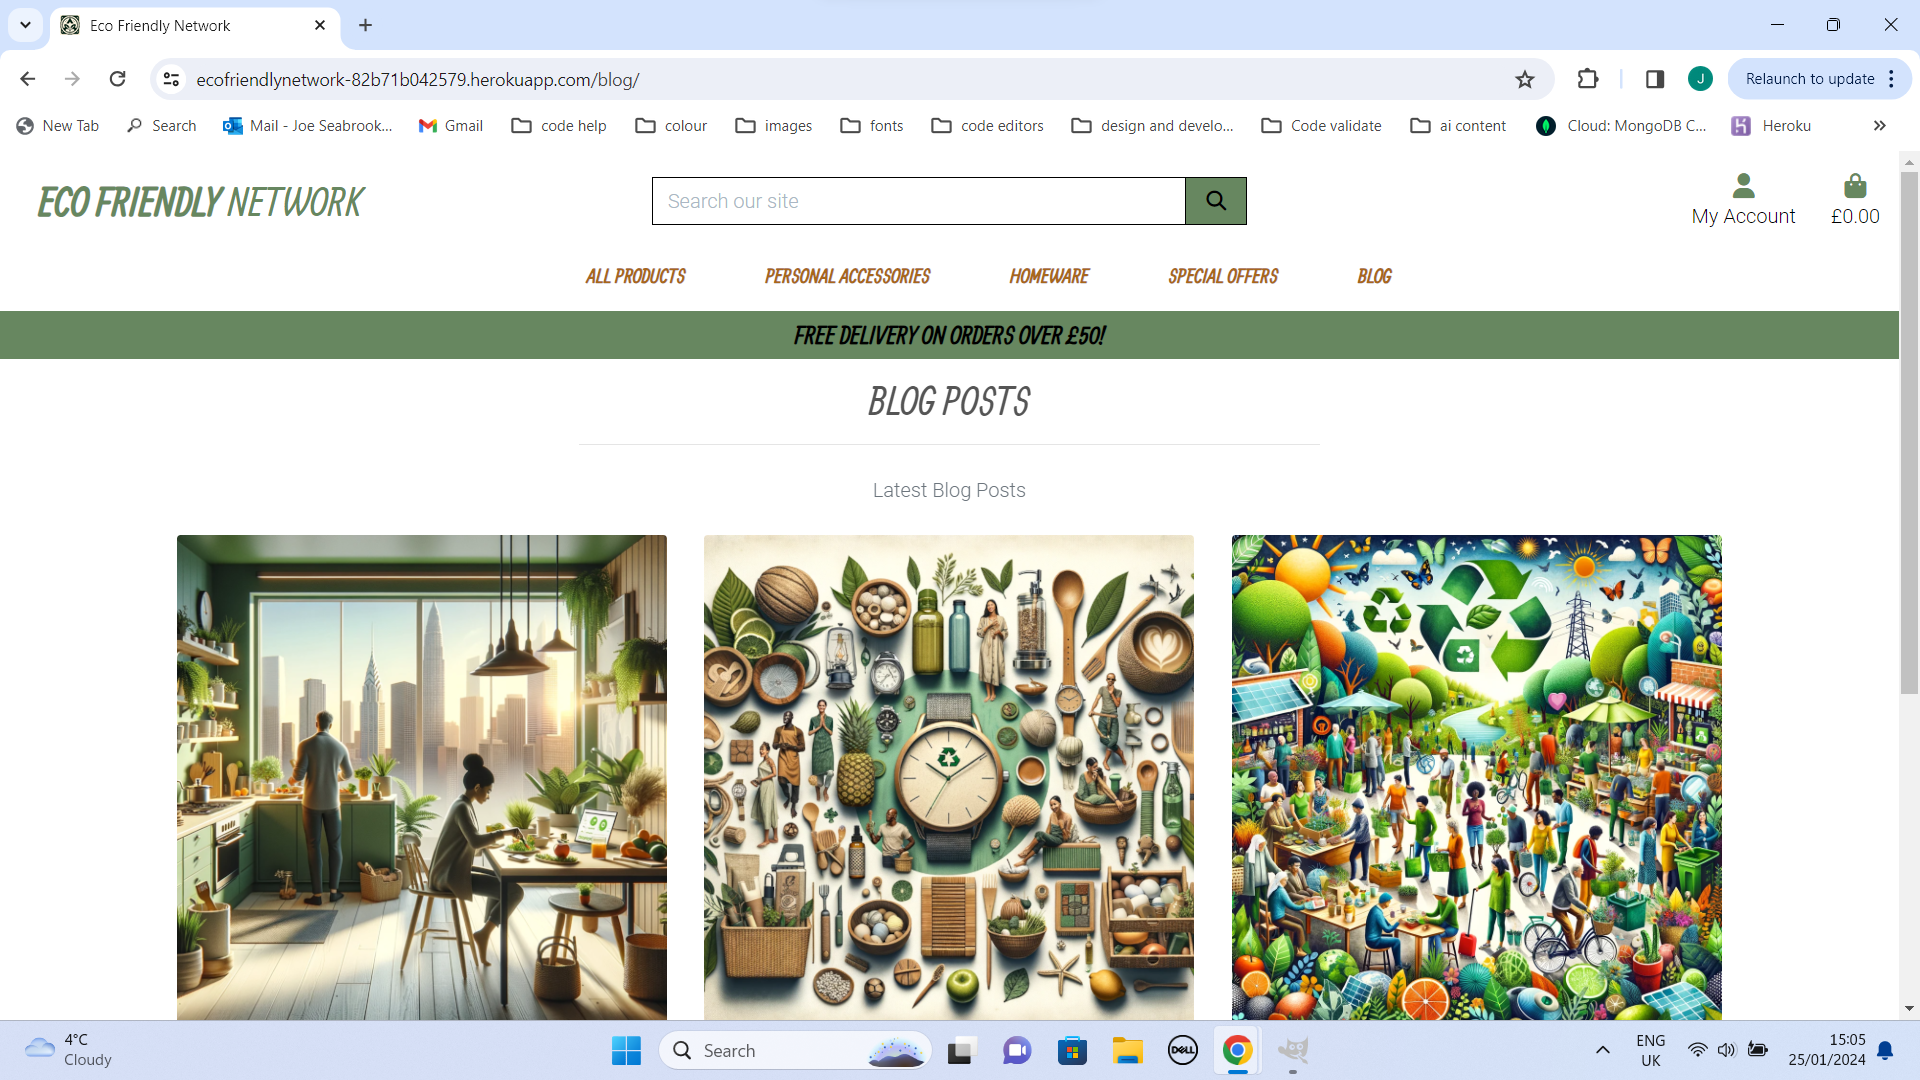 Eco Friendly Network
ecofriendlynetwork-82b71b042579.herokuapp.com/blog/
J
Relaunch to update
New Tab
Search
Mail - Joe Seabrook...
Gmail
code help
colour
images
fonts
code editors
design and develo...
Code validate
ai content
Cloud: MongoDB C...
Heroku
ECO FRIENDLY NETWORK
Search our site
My Account
£0.00
ALL PRODUCTS
PERSONAL ACCESSORIES
HOMEWARE
SPECIAL OFFERS
BLOG
FREE DELIVERY ON ORDERS OVER £50!
BLOG POSTS
Latest Blog Posts
4°C
Cloudy
Search
DELL
ENG
UK
15:05
25/01/2024